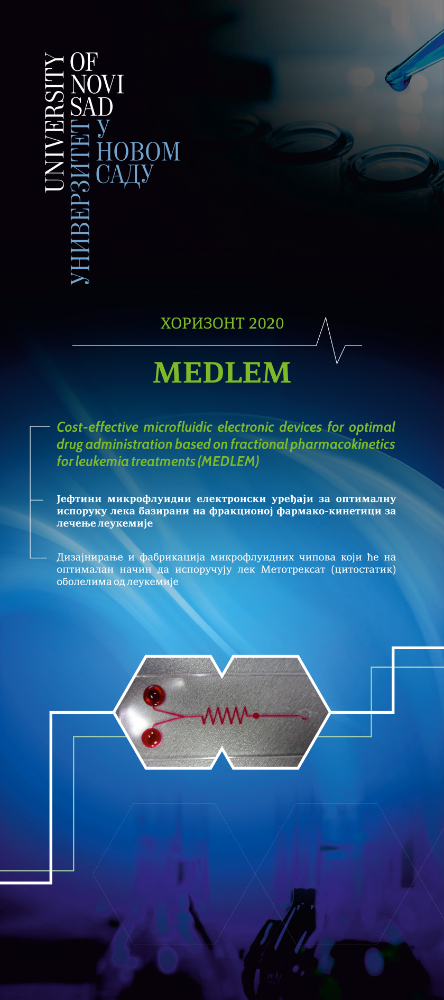 UNIVERSITY
OF
NOVI
SAD
УНИВЕРЗИТЕТ
У
НОВОМ
САДУ
ХОРИЗОНТ 2020
MEDLEM
Cost-effective microfluidic electronic devices for optimal
drug administration based on fractional pharmacokinetics
for leukemia treatments (MEDLEM)
Јефтини микрофлуидни електронски уређаји за оптималну
испоруку лека базирани на фракционој фармако-кинетици за
лечење леукемије
Дизајнирање и фабрикација микрофлуидних чипова који ће на
оптималан начин да испоручују лек Метотрексат (цитостатик)
оболелима од леукемије